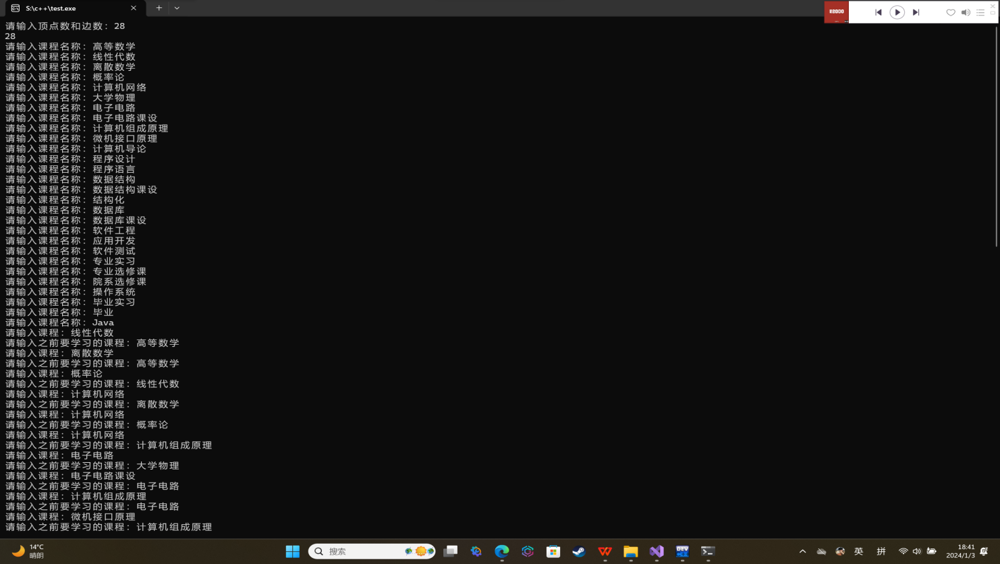 S:\c++\test.exe
请输入顶点数和边数：28
28
请输入课程名称：高等数学
请输入课程名称：线性代数
请输入课程名称：离散数学
请输入课程名称：概率论
请输入课程名称：计算机网络
请输入课程名称：大学物理
请输入课程名称：电子电路
请输入课程名称：电子电路课设
请输入课程名称：计算机组成原理
请输入课程名称：微机接口原理
请输入课程名称：计算机导论
请输入课程名称：程序设计
请输入课程名称：程序语言
请输入课程名称：数据结构
请输入课程名称：数据结构课设
请输入课程名称：结构化
请输入课程名称：数据库
请输入课程名称：数据库课设
请输入课程名称：软件工程
请输入课程名称：应用开发
请输入课程名称：软件测试
请输入课程名称：专业实习
请输入课程名称：专业选修课
请输入课程名称：院系选修课
请输入课程名称：操作系统
请输入课程名称：毕业实习
请输入课程名称：毕业
请输入课程名称：Java
请输入课程：线性代数
请输入之前要学习的课程：高等数学
请输入课程：离散数学
请输入之前要学习的课程：高等数学
请输入课程：概率论
请输入之前要学习的课程：线性代数
请输入课程：计算机网络
请输入之前要学习的课程：离散数学
请输入课程：计算机网络
请输入之前要学习的课程：概率论
请输入课程：计算机网络
请输入之前要学习的课程：计算机组成原理
请输入课程：电子电路
请输入之前要学习的课程：大学物理
请输入课程：电子电路课设
请输入之前要学习的课程：电子电路
请输入课程：计算机组成原理
请输入之前要学习的课程：电子电路
请输入课程：微机接口原理
请输入之前要学习的课程：计算机组成原理
14°C
晴朗
搜索
DEV
英
拼
18:41
2024/1/3